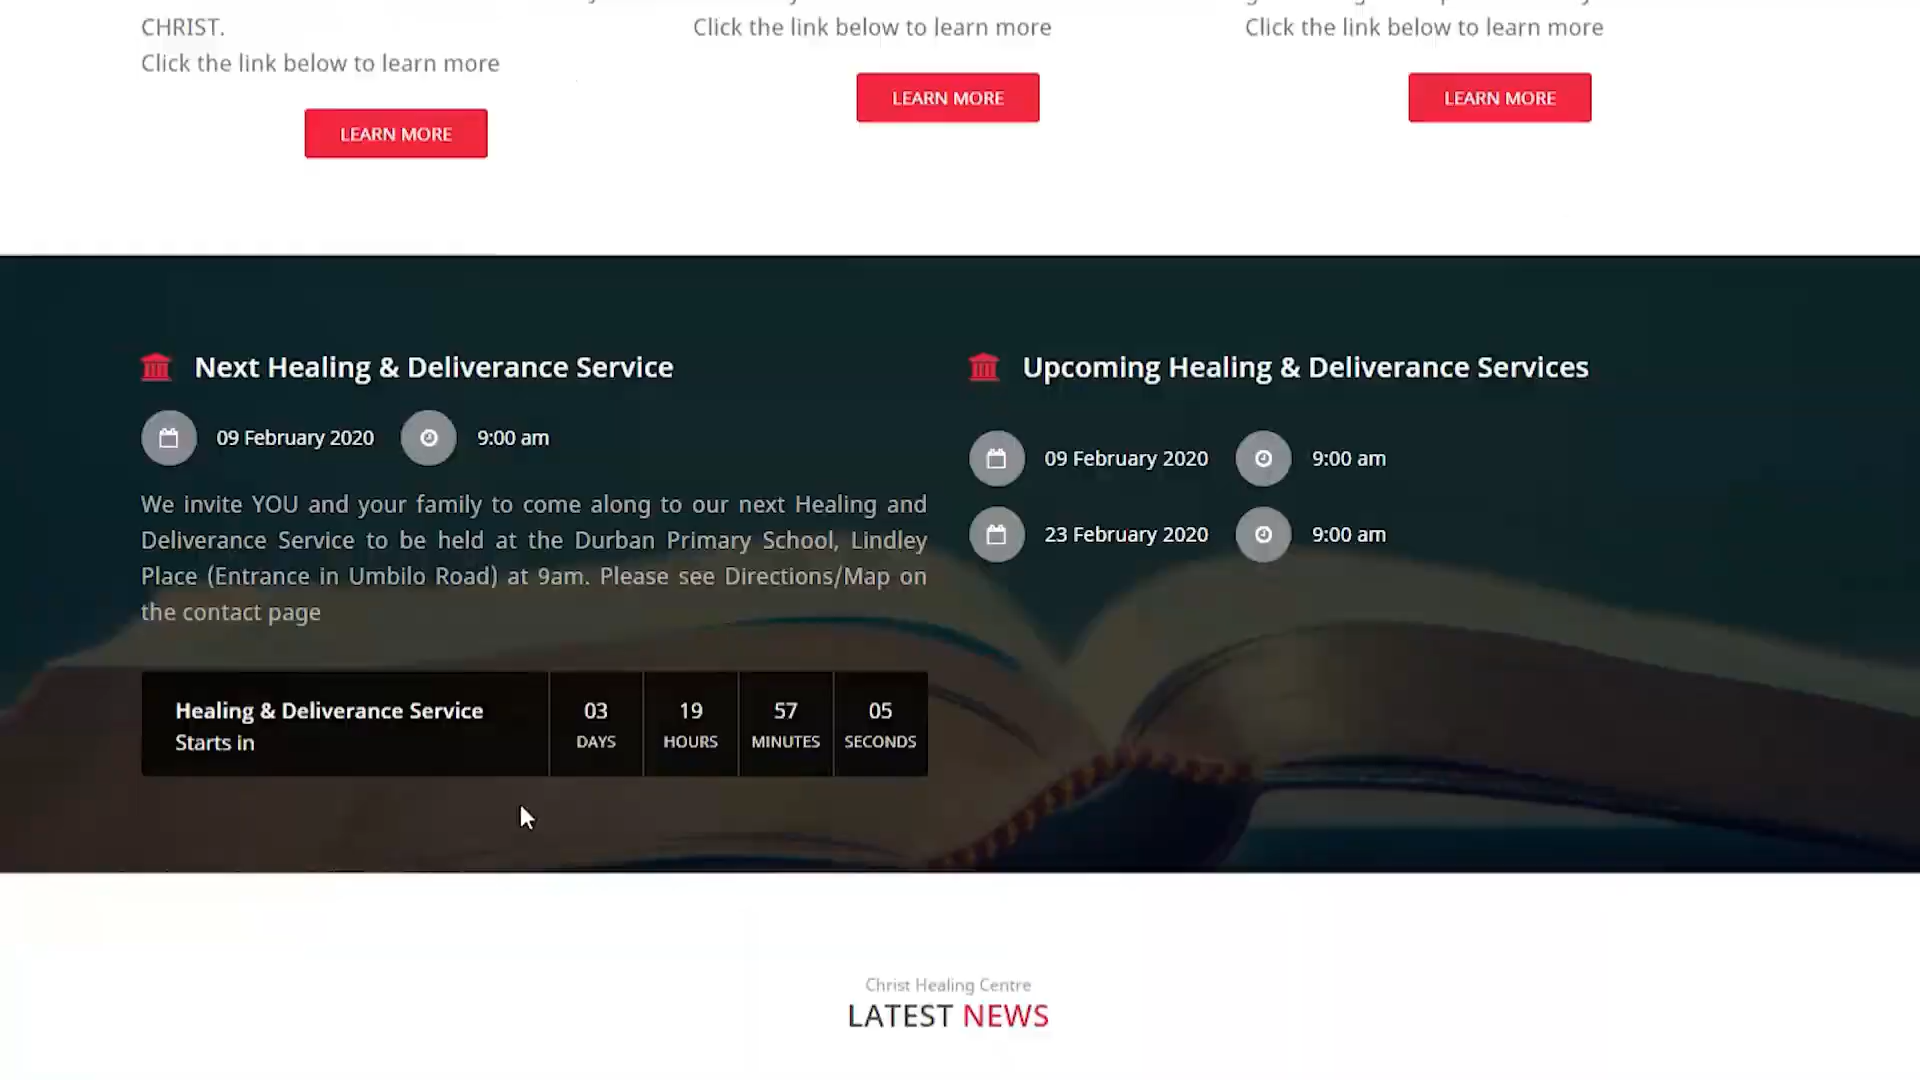 CHRIST.
Click the link below to learn more
LEARN MORE
Click the link below to learn more
LEARN MORE
Click the link below to learn more
LEARN MORE
Next Healing & Deliverance Service
09 February 2020 9:00 am
We invite YOU and your family to come along to our next Healing and
Deliverance Service to be held at the Durban Primary School, Lindley
Place (Entrance in Umbilo Road) at 9am. Please see Directions/Map on
the contact page
Healing & Deliverance Service
Starts in
03 19 57 05
DAYS HOURS MINUTES SECONDS
Upcoming Healing & Deliverance Services
09 February 2020 9:00 am
23 February 2020 9:00 am
Christ Healing Centre
LATEST NEWS